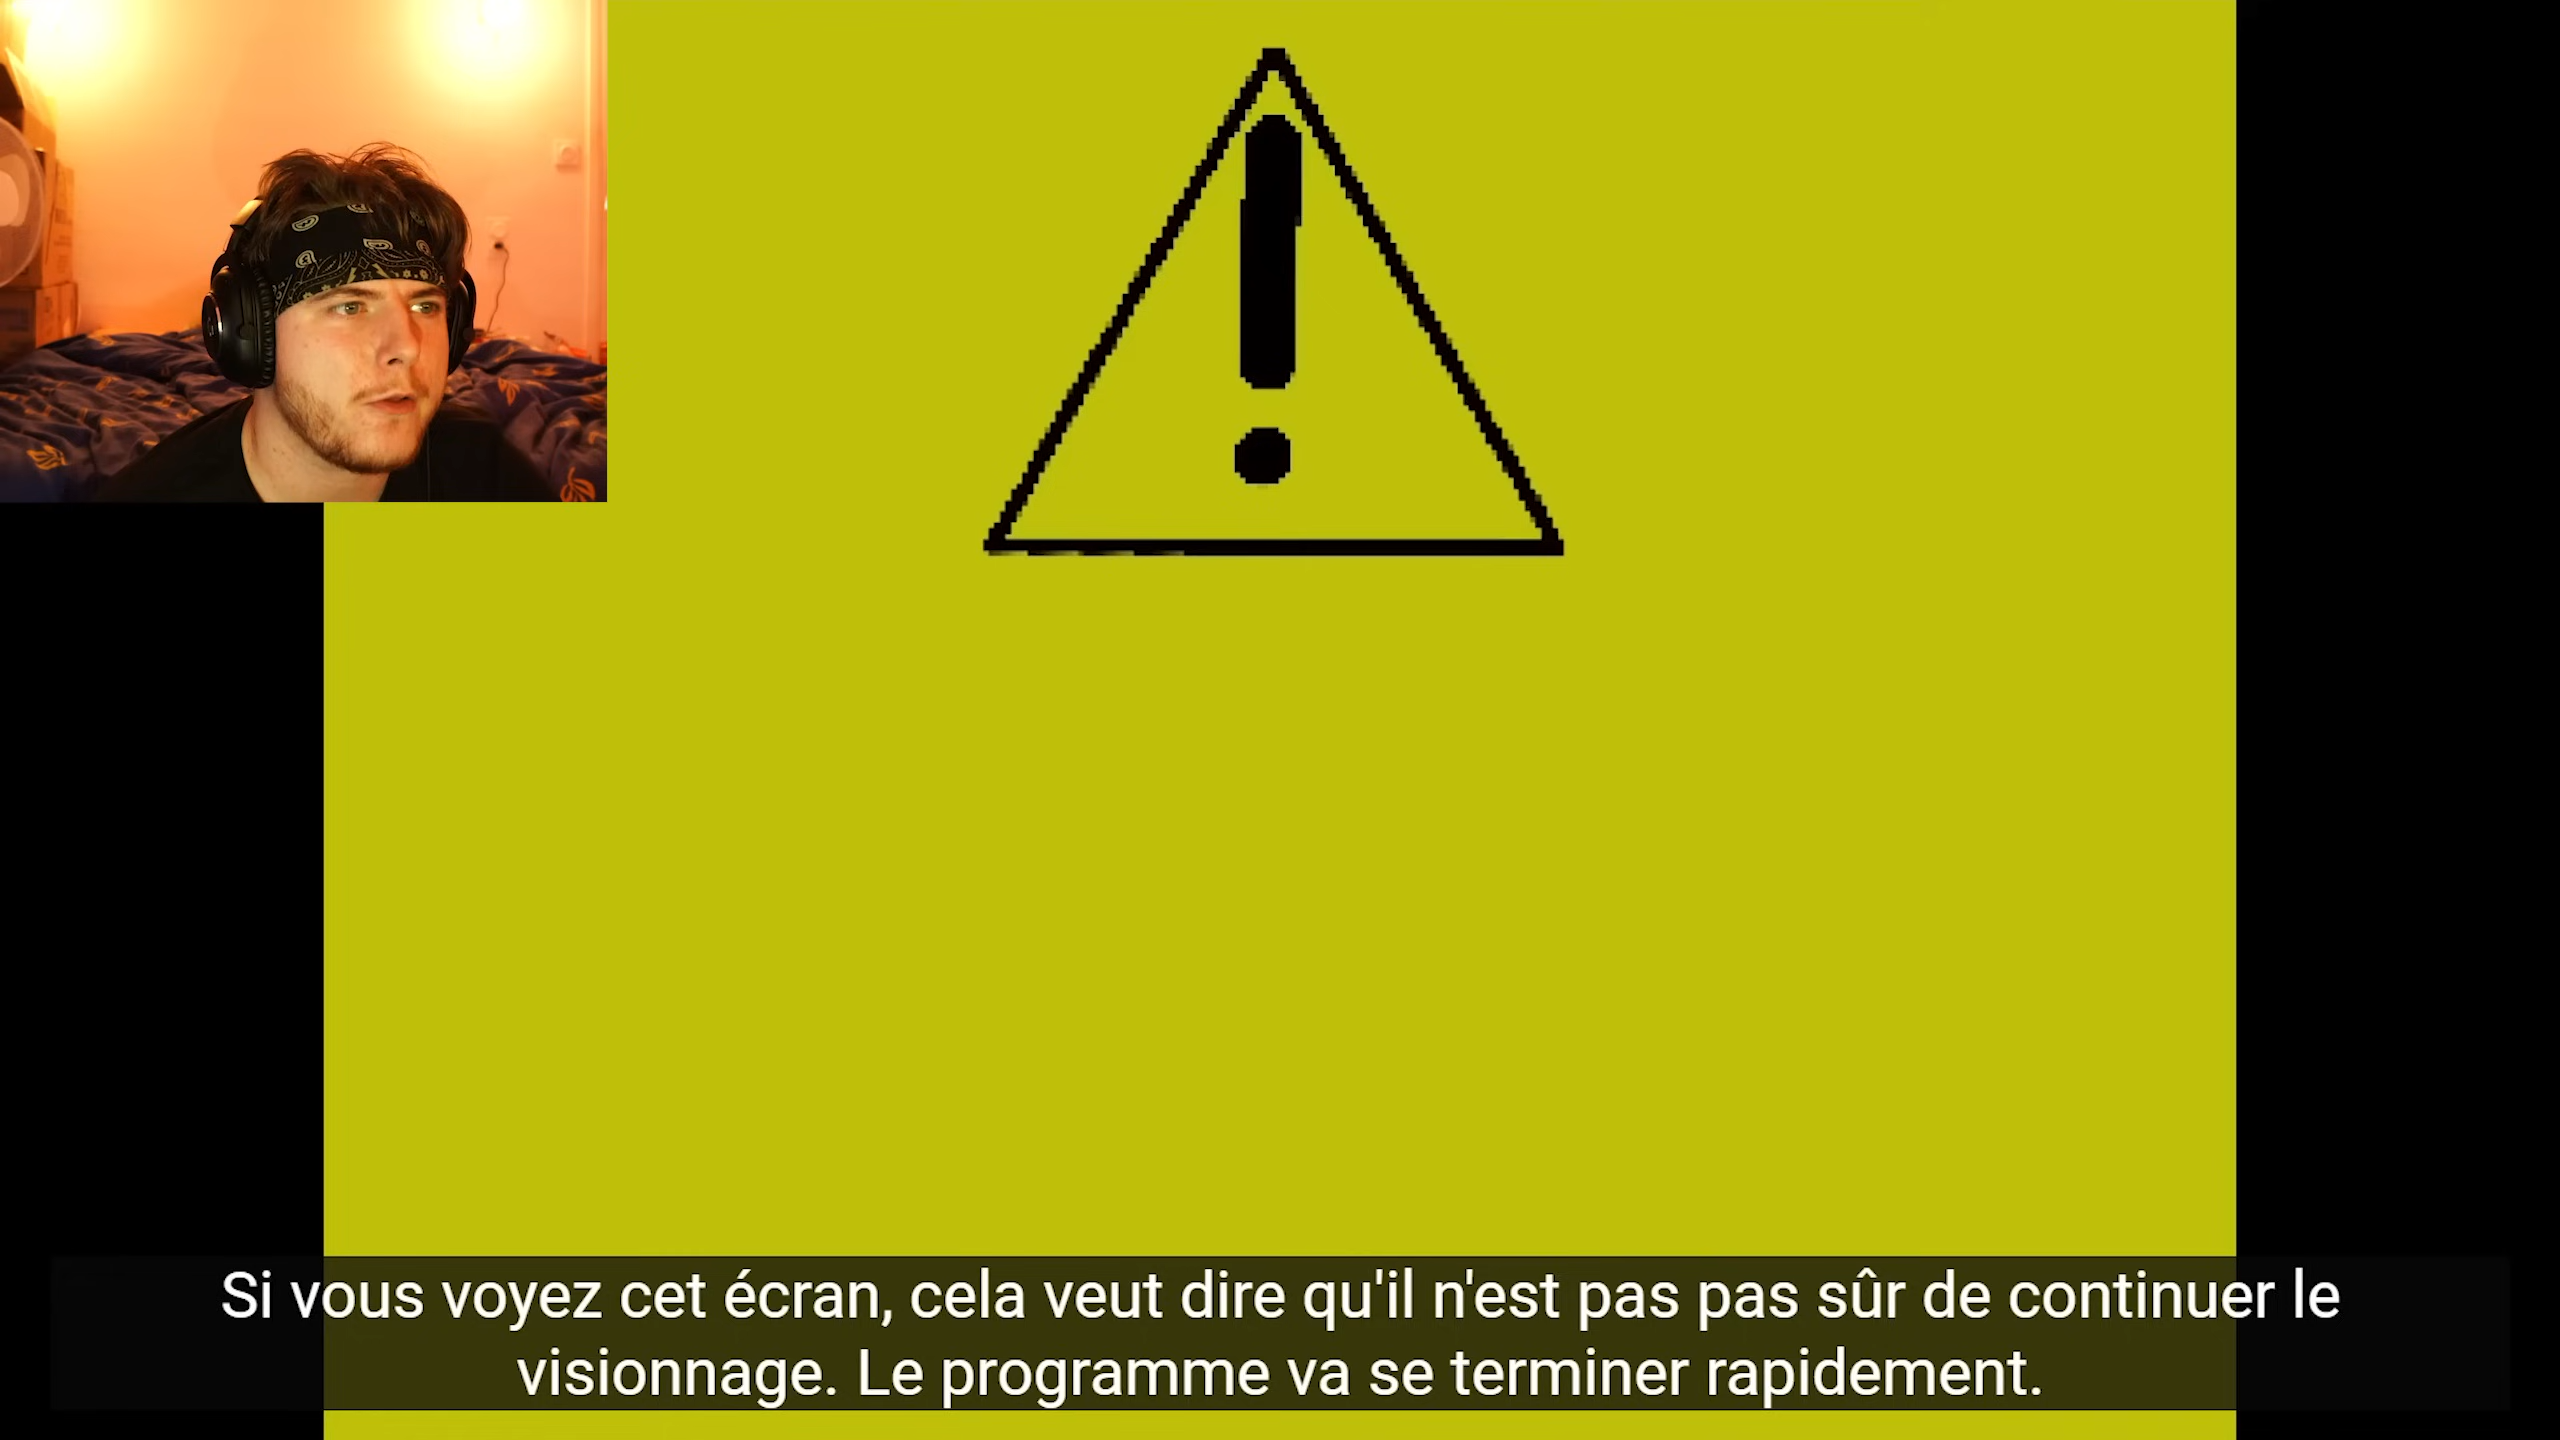 Si vous voyez cet écran, cela veut dire qu'il n'est pas pas sûr de continuer le
visionnage. Le programme va se terminer rapidement.